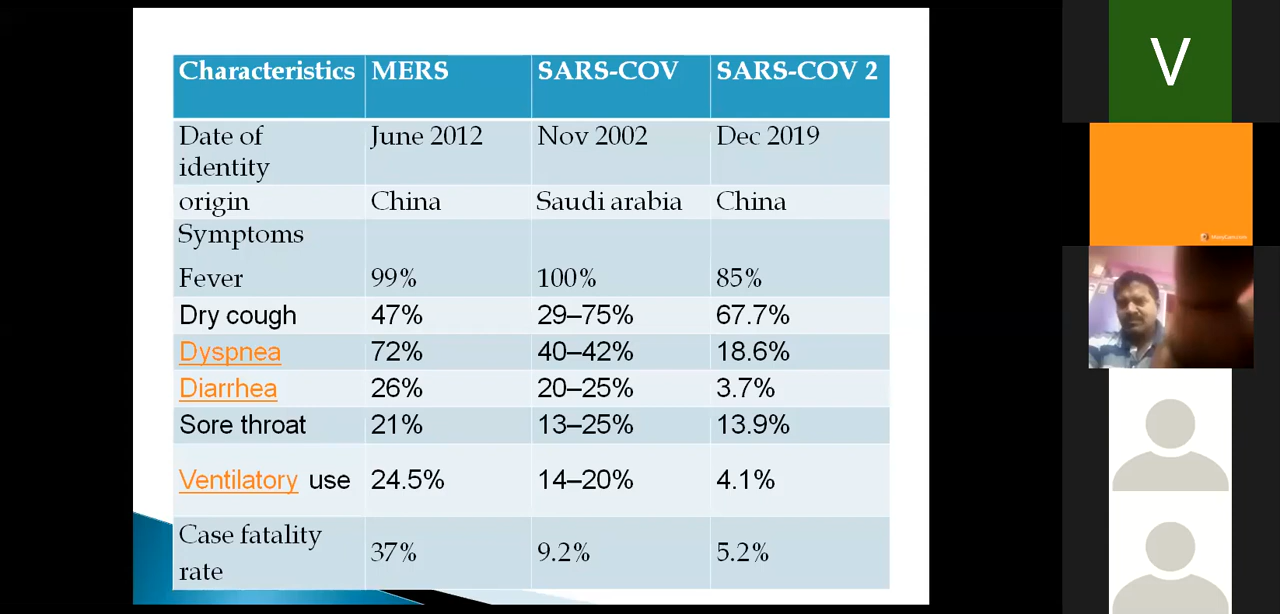 Characteristics MERS SARS-COV SARS-COV 2
Date of identity June 2012 Nov 2002 Dec 2019
origin China Saudi arabia China
Symptoms
Fever 99% 100% 85%
Dry cough 47% 29–75% 67.7%
Dyspnea 72% 40–42% 18.6%
Diarrhea 26% 20–25% 3.7%
Sore throat 21% 13–25% 13.9%
Ventilatory use 24.5% 14–20% 4.1%
Case fatality rate 37% 9.2% 5.2%
V